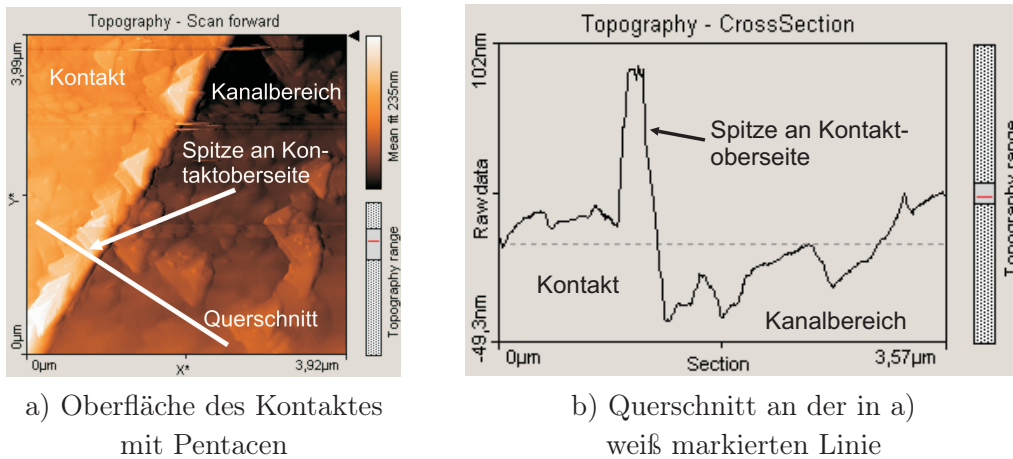 Topography - Scan forward
3,99µm
Y*
0µm
Kontakt
Kanalbereich
Spitze an Kon-
taktoberseite
Querschnitt
0µm
X*
3,92µm
Mean fit 235nm
Topography range
a) Oberfläche des Kontaktes
mit Pentacen
Topography - CrossSection
102nm
Rawdata
-49,3nm
Spitze an Kontakt-
oberseite
Kontakt
Kanalbereich
0µm
Section
3,57µm
Topography range
b) Querschnitt an der in a)
weiß markierten Linie